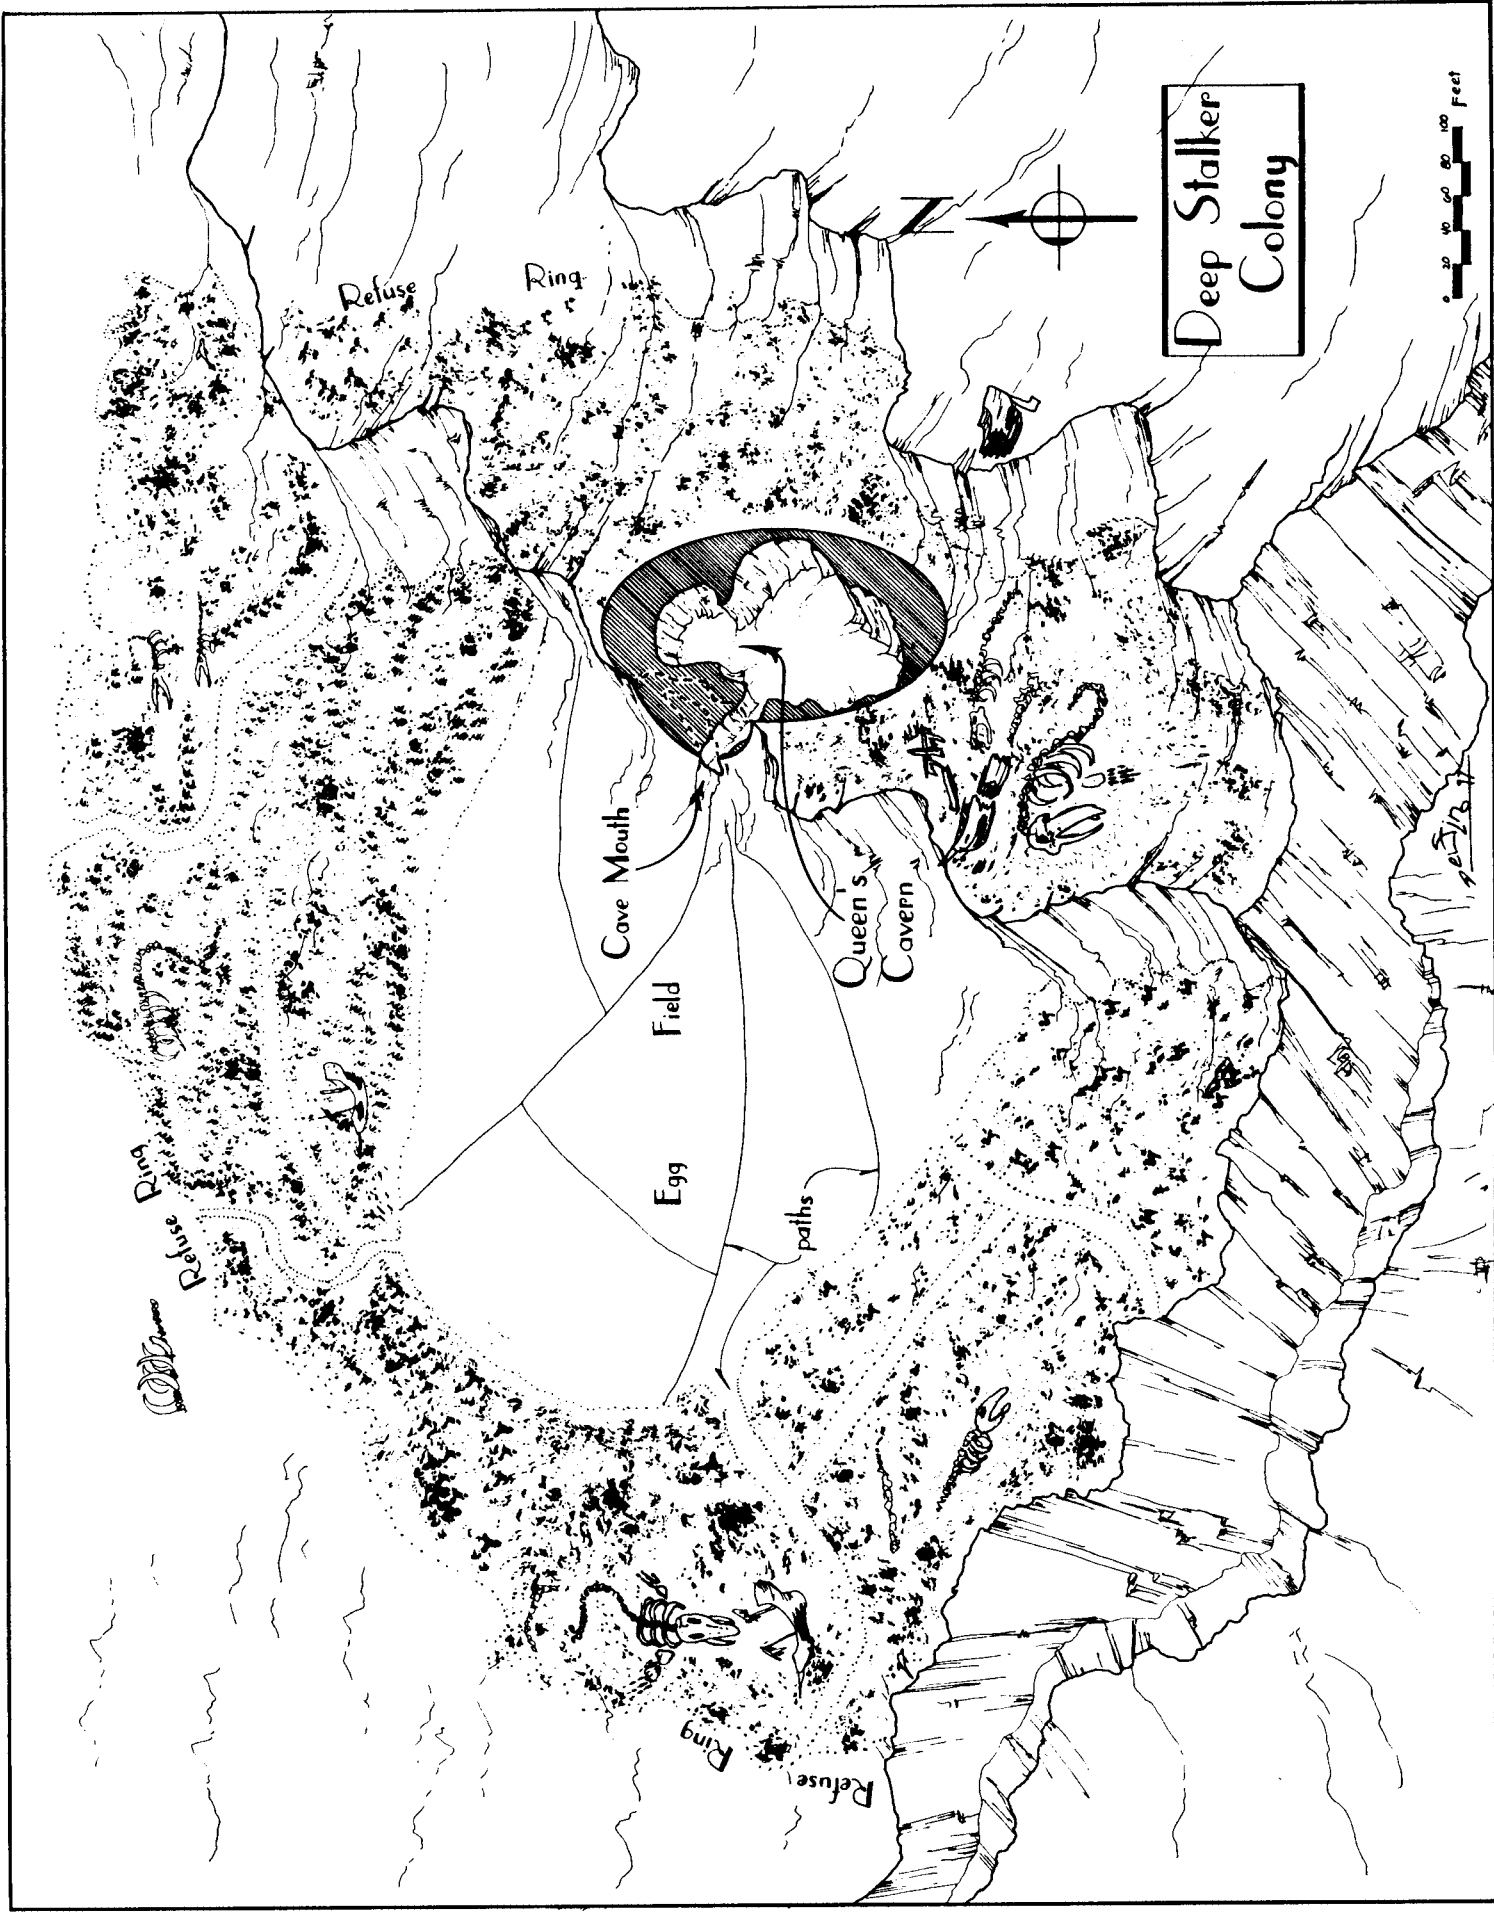 Deep Stalker
Colony
N
0 20 40 60 80 100
Feet
Refuse Ring
Refuse Ring
Refuse Ring
Cave Mouth
Queen's
Cavern
Egg Field
paths